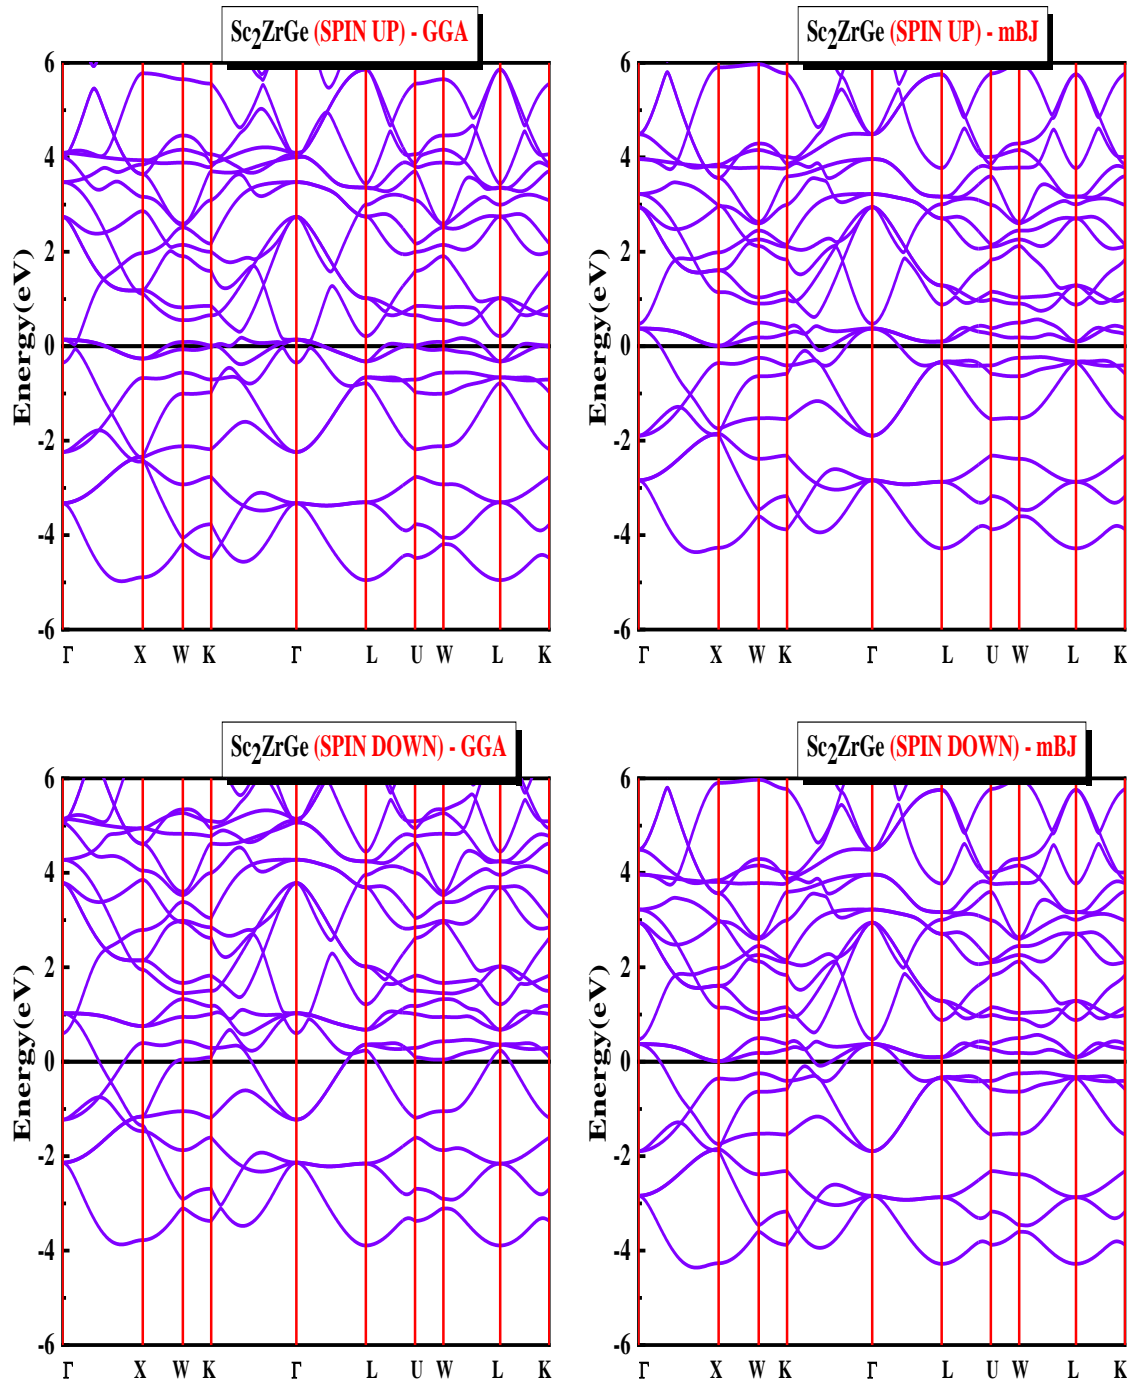 Sc2ZrGe (SPIN UP) - GGA
Energy(eV)
6
4
2
0
-2
-4
-6
Γ X W K Γ L U W L K
Sc2ZrGe (SPIN UP) - mBJ
Energy(eV)
6
4
2
0
-2
-4
-6
Γ X W K Γ L U W L K
Sc2ZrGe (SPIN DOWN) - GGA
Energy(eV)
6
4
2
0
-2
-4
-6
Γ X W K Γ L U W L K
Sc2ZrGe (SPIN DOWN) - mBJ
Energy(eV)
6
4
2
0
-2
-4
-6
Γ X W K Γ L U W L K